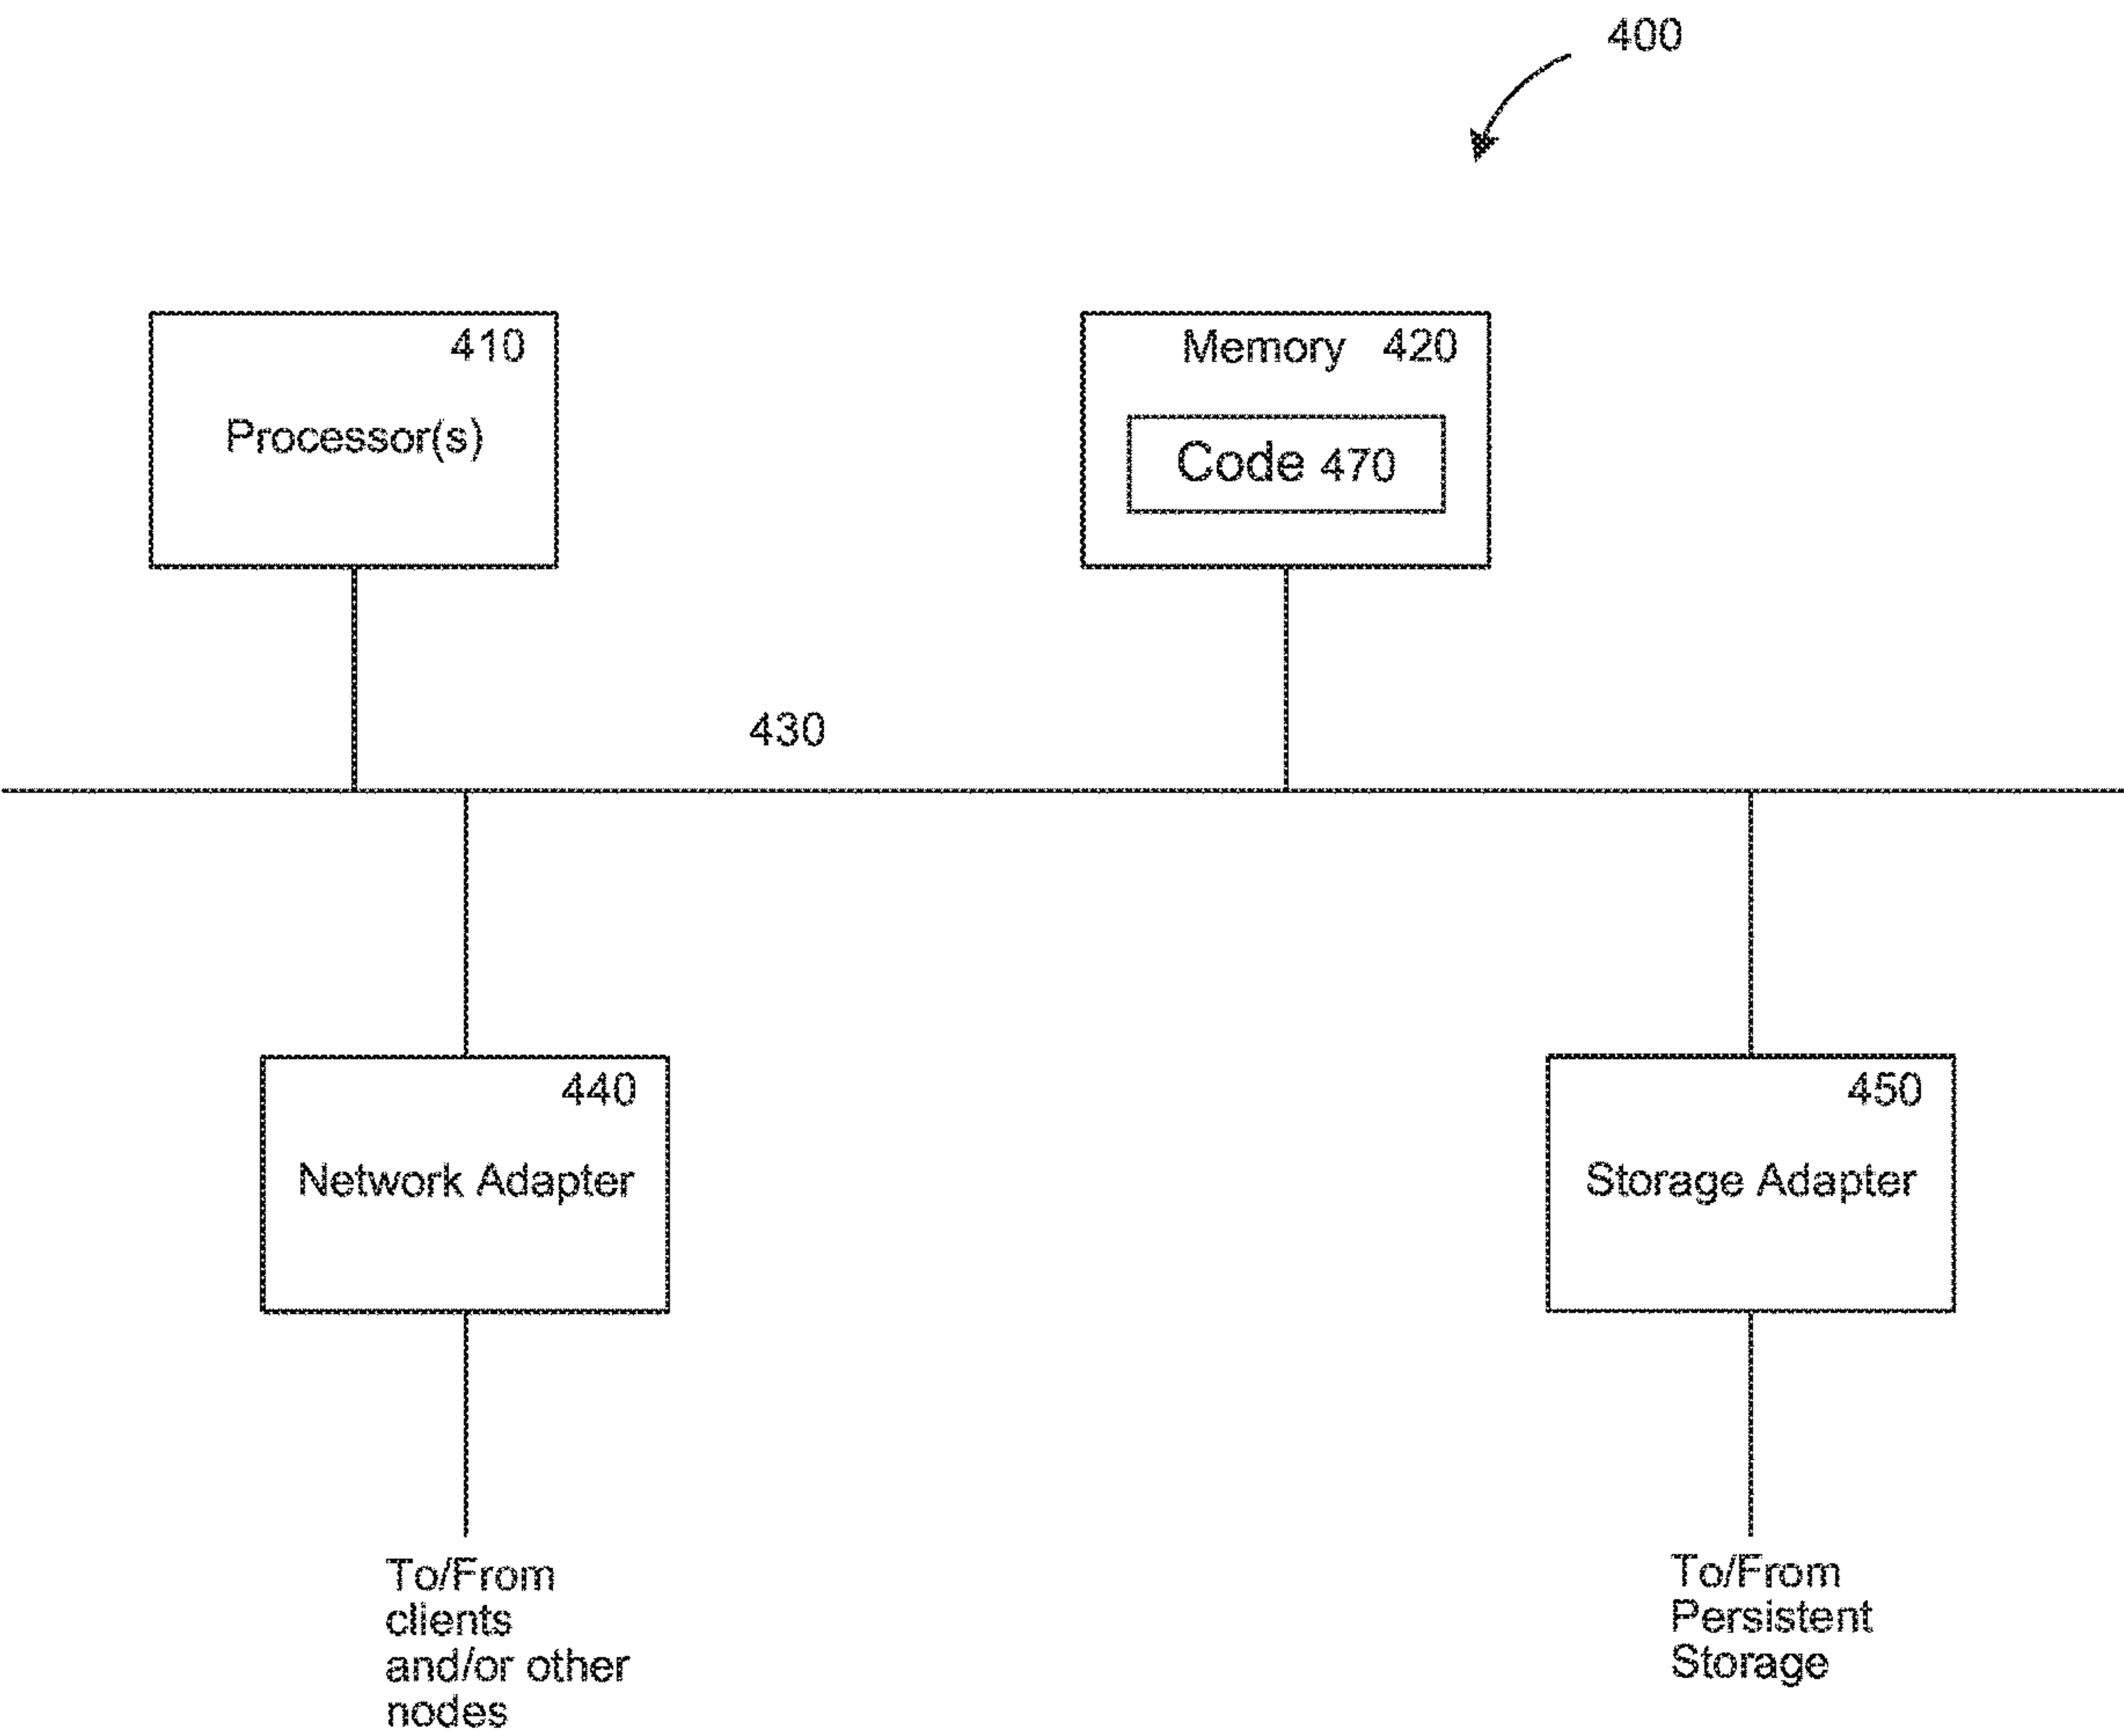 400
410
Processor(s)
Memory 420
Code 470
430
440
Network Adapter
450
Storage Adapter
To/From
clients
and/or other
nodes
To/From
Persistent
Storage